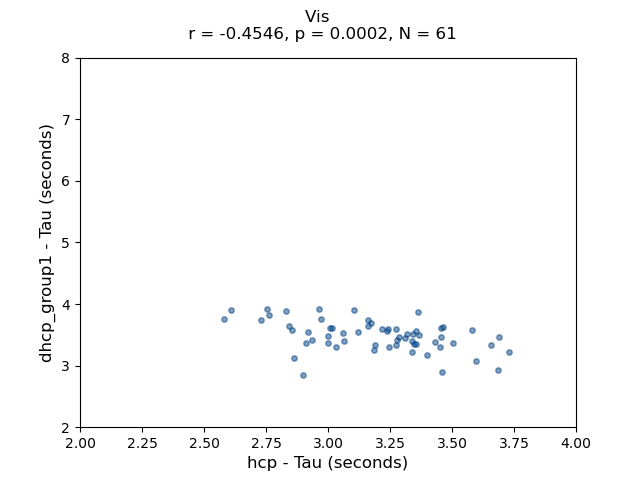 Vis
r = -0.4546, p = 0.0002, N = 61
8
7
6
5
4
3
2
dhcp_group1 - Tau (seconds)
2.00 2.25 2.50 2.75 3.00 3.25 3.50 3.75 4.00
hcp - Tau (seconds)